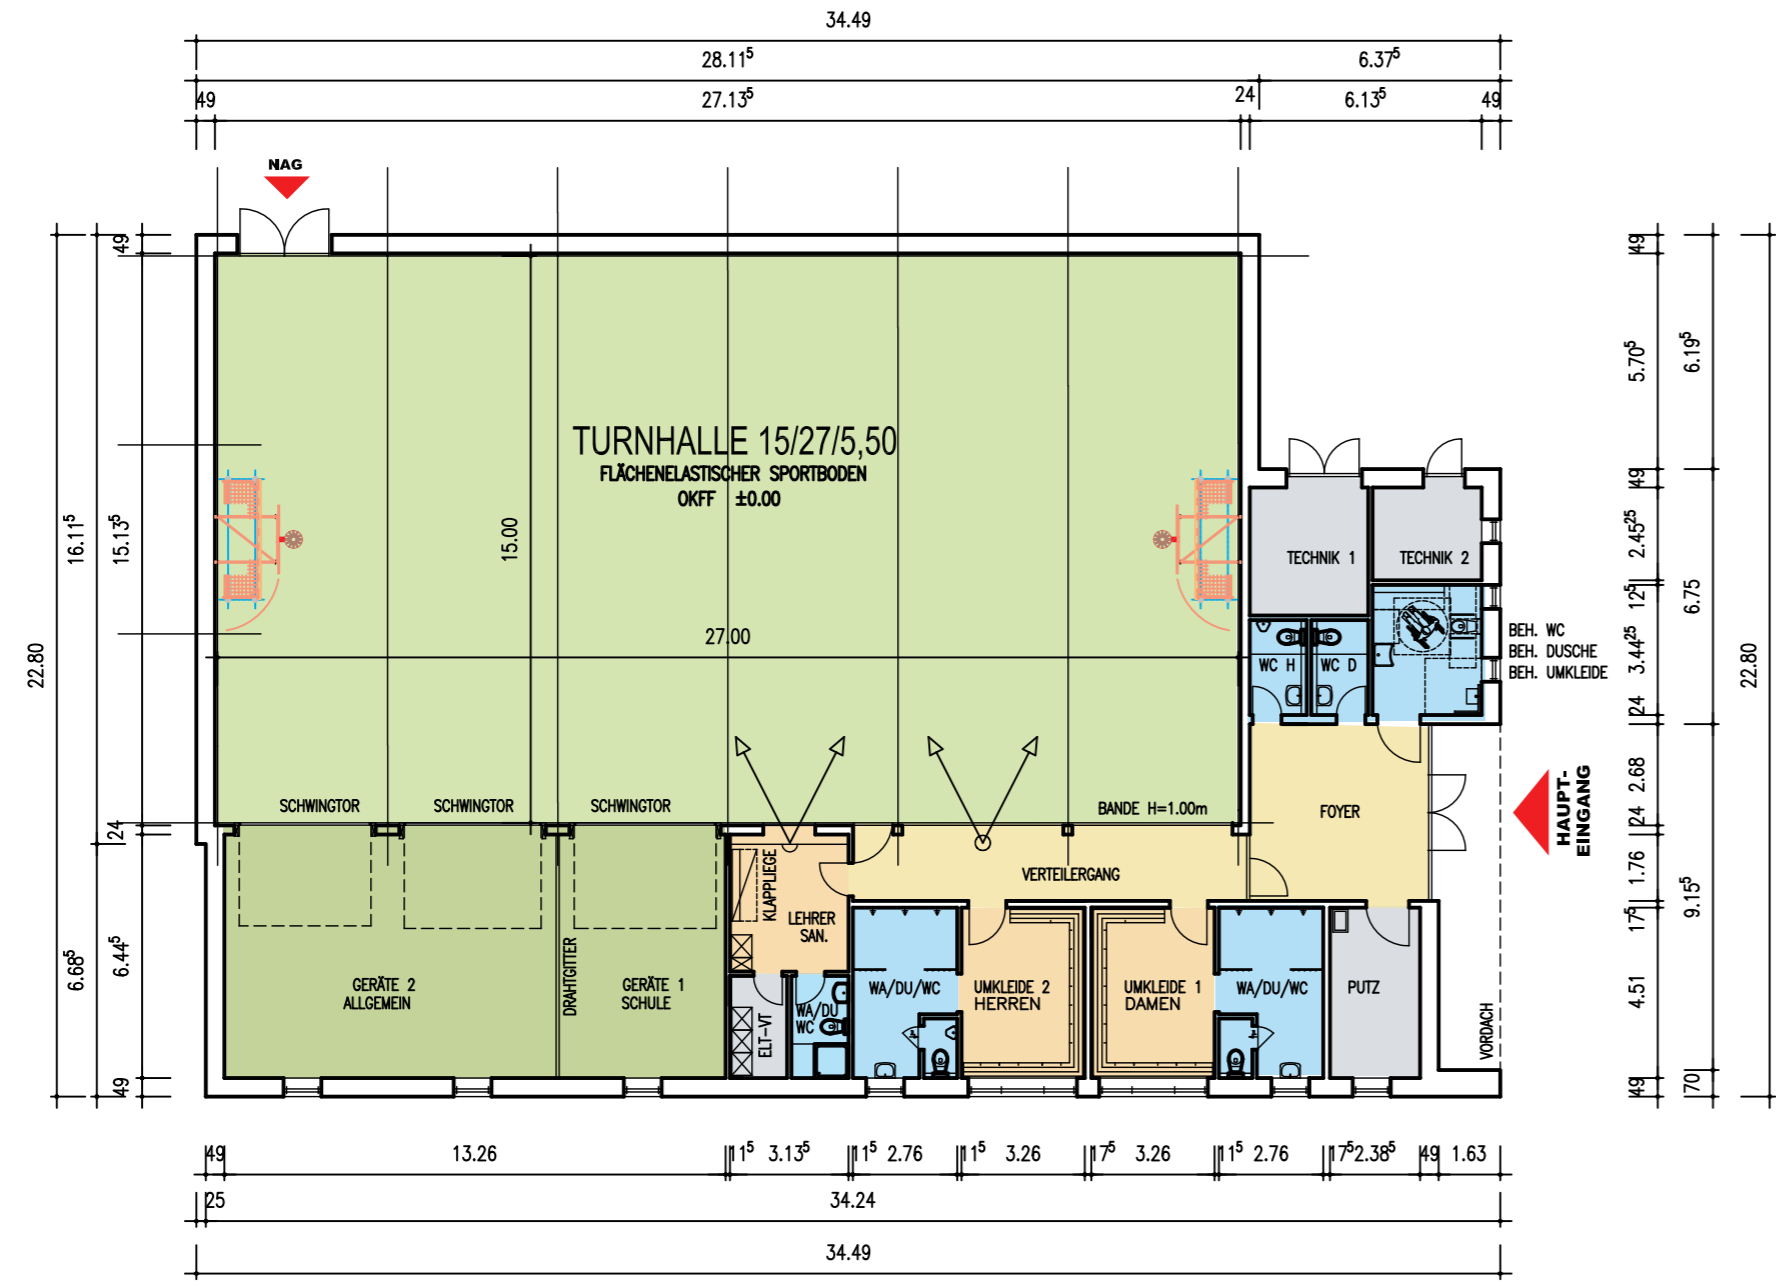 34.49
28.11⁵ 6.37⁵
49 27.13⁵ 24 6.13⁵ 49
NAG
22.80
16.11⁵
6.68⁵
49
15.13⁵
24
6.44⁵
49
TURNHALLE 15/27/5,50
FLÄCHENELASTISCHER SPORTBODEN
OKFF ±0.00
15.00
27.00
SCHWINGTOR SCHWINGTOR SCHWINGTOR
BANDE H=1.00m
TECHNIK 1
TECHNIK 2
WC H
WC D
BEH. WC
BEH. DUSCHE
BEH. UMKLEIDE
FOYER
HAUPT-
EINGANG
VERTEILERGANG
KLAPPLIEGE
LEHRER
SAN.
GERÄTE 2
ALLGEMEIN
DRAHTGITTER
GERÄTE 1
SCHULE
ELT-VT
WA/DU
WC
WA/DU/WC
UMKLEIDE 2
HERREN
UMKLEIDE 1
DAMEN
WA/DU/WC
PUTZ
VORDACH
49
5.70⁵
49
2.45²⁵
12⁵
3.44²⁵
24
2.68
24
1.76
17⁵
4.51
49
6.19⁵
6.75
9.15⁵
70
22.80
49 13.26 11⁵ 3.13⁵ 11⁵ 2.76 11⁵ 3.26 17⁵ 3.26 11⁵ 2.76 17⁵ 2.38⁵ 49 1.63
25 34.24
34.49